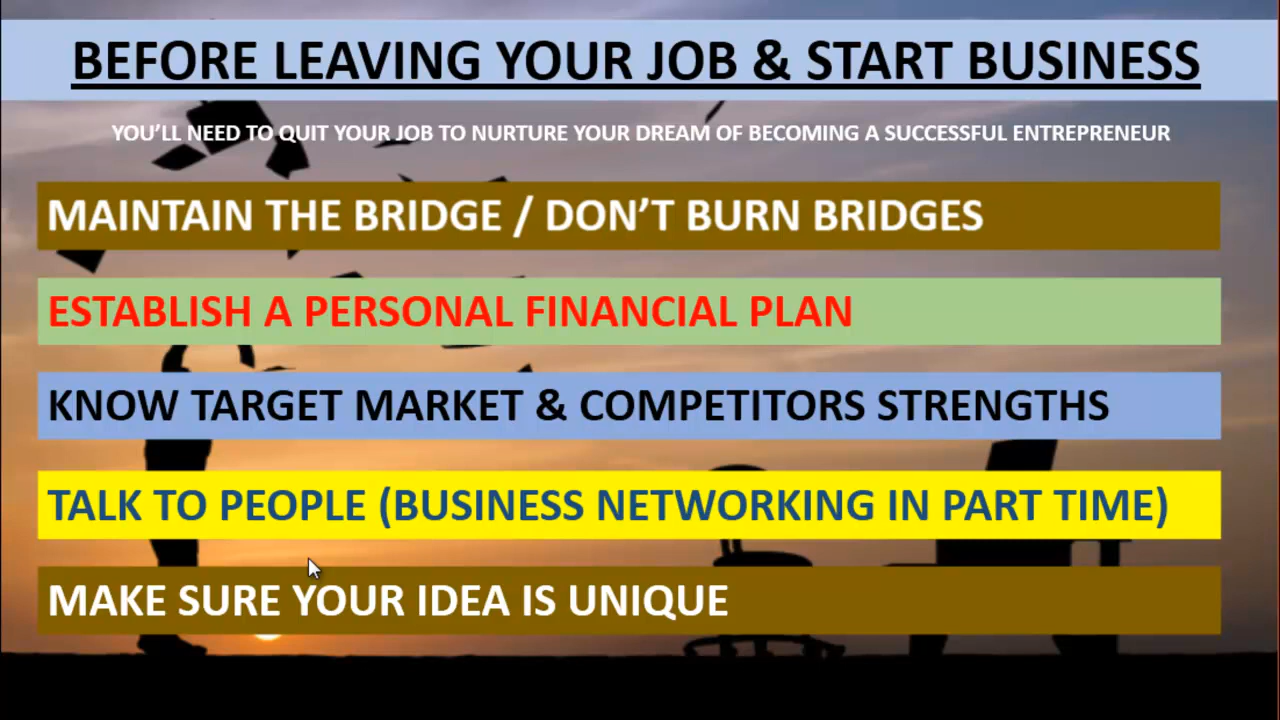 BEFORE LEAVING YOUR JOB & START BUSINESS
YOU'LL NEED TO QUIT YOUR JOB TO NURTURE YOUR DREAM OF BECOMING A SUCCESSFUL ENTREPRENEUR
MAINTAIN THE BRIDGE / DON'T BURN BRIDGES
ESTABLISH A PERSONAL FINANCIAL PLAN
KNOW TARGET MARKET & COMPETITORS STRENGTHS
TALK TO PEOPLE (BUSINESS NETWORKING IN PART TIME)
MAKE SURE YOUR IDEA IS UNIQUE